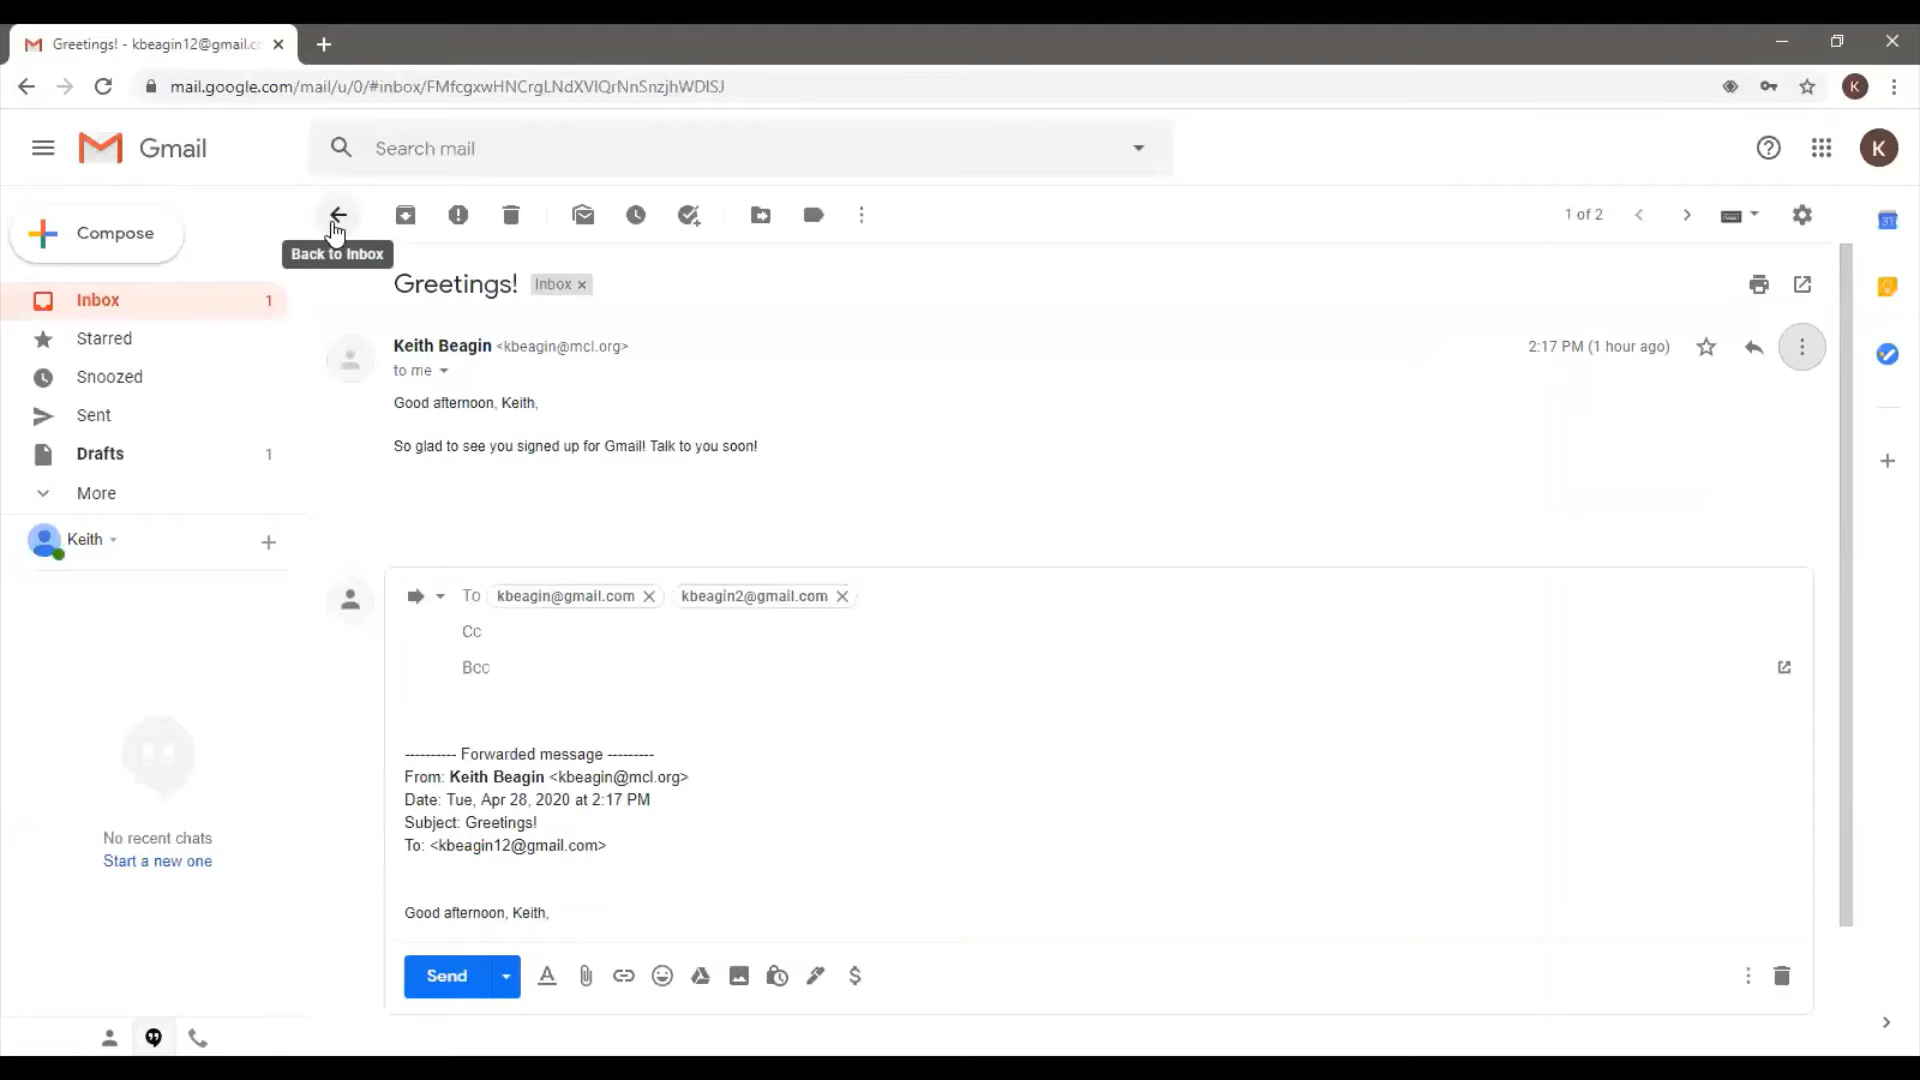 Greetings! - kbeagin12@gmail.c
mail.google.com/mail/u/0/#inbox/FMfcgxwHNCrgLNdXVlQrNnSnzjhWDlSJ
K
Gmail
Search mail
K
Compose
Back to Inbox
1 of 2
31
Inbox 1
Starred
Snoozed
Sent
Drafts 1
More
Keith
No recent chats
Start a new one
Greetings! Inbox
Keith Beagin <kbeagin@mcl.org> 2:17 PM (1 hour ago)
to me
Good afternoon, Keith,
So glad to see you signed up for Gmail! Talk to you soon!
To kbeagin@gmail.com kbeagin2@gmail.com
Cc
Bcc
---------- Forwarded message ---------
From: Keith Beagin <kbeagin@mcl.org>
Date: Tue, Apr 28, 2020 at 2:17 PM
Subject: Greetings!
To: <kbeagin12@gmail.com>
Good afternoon, Keith,
Send